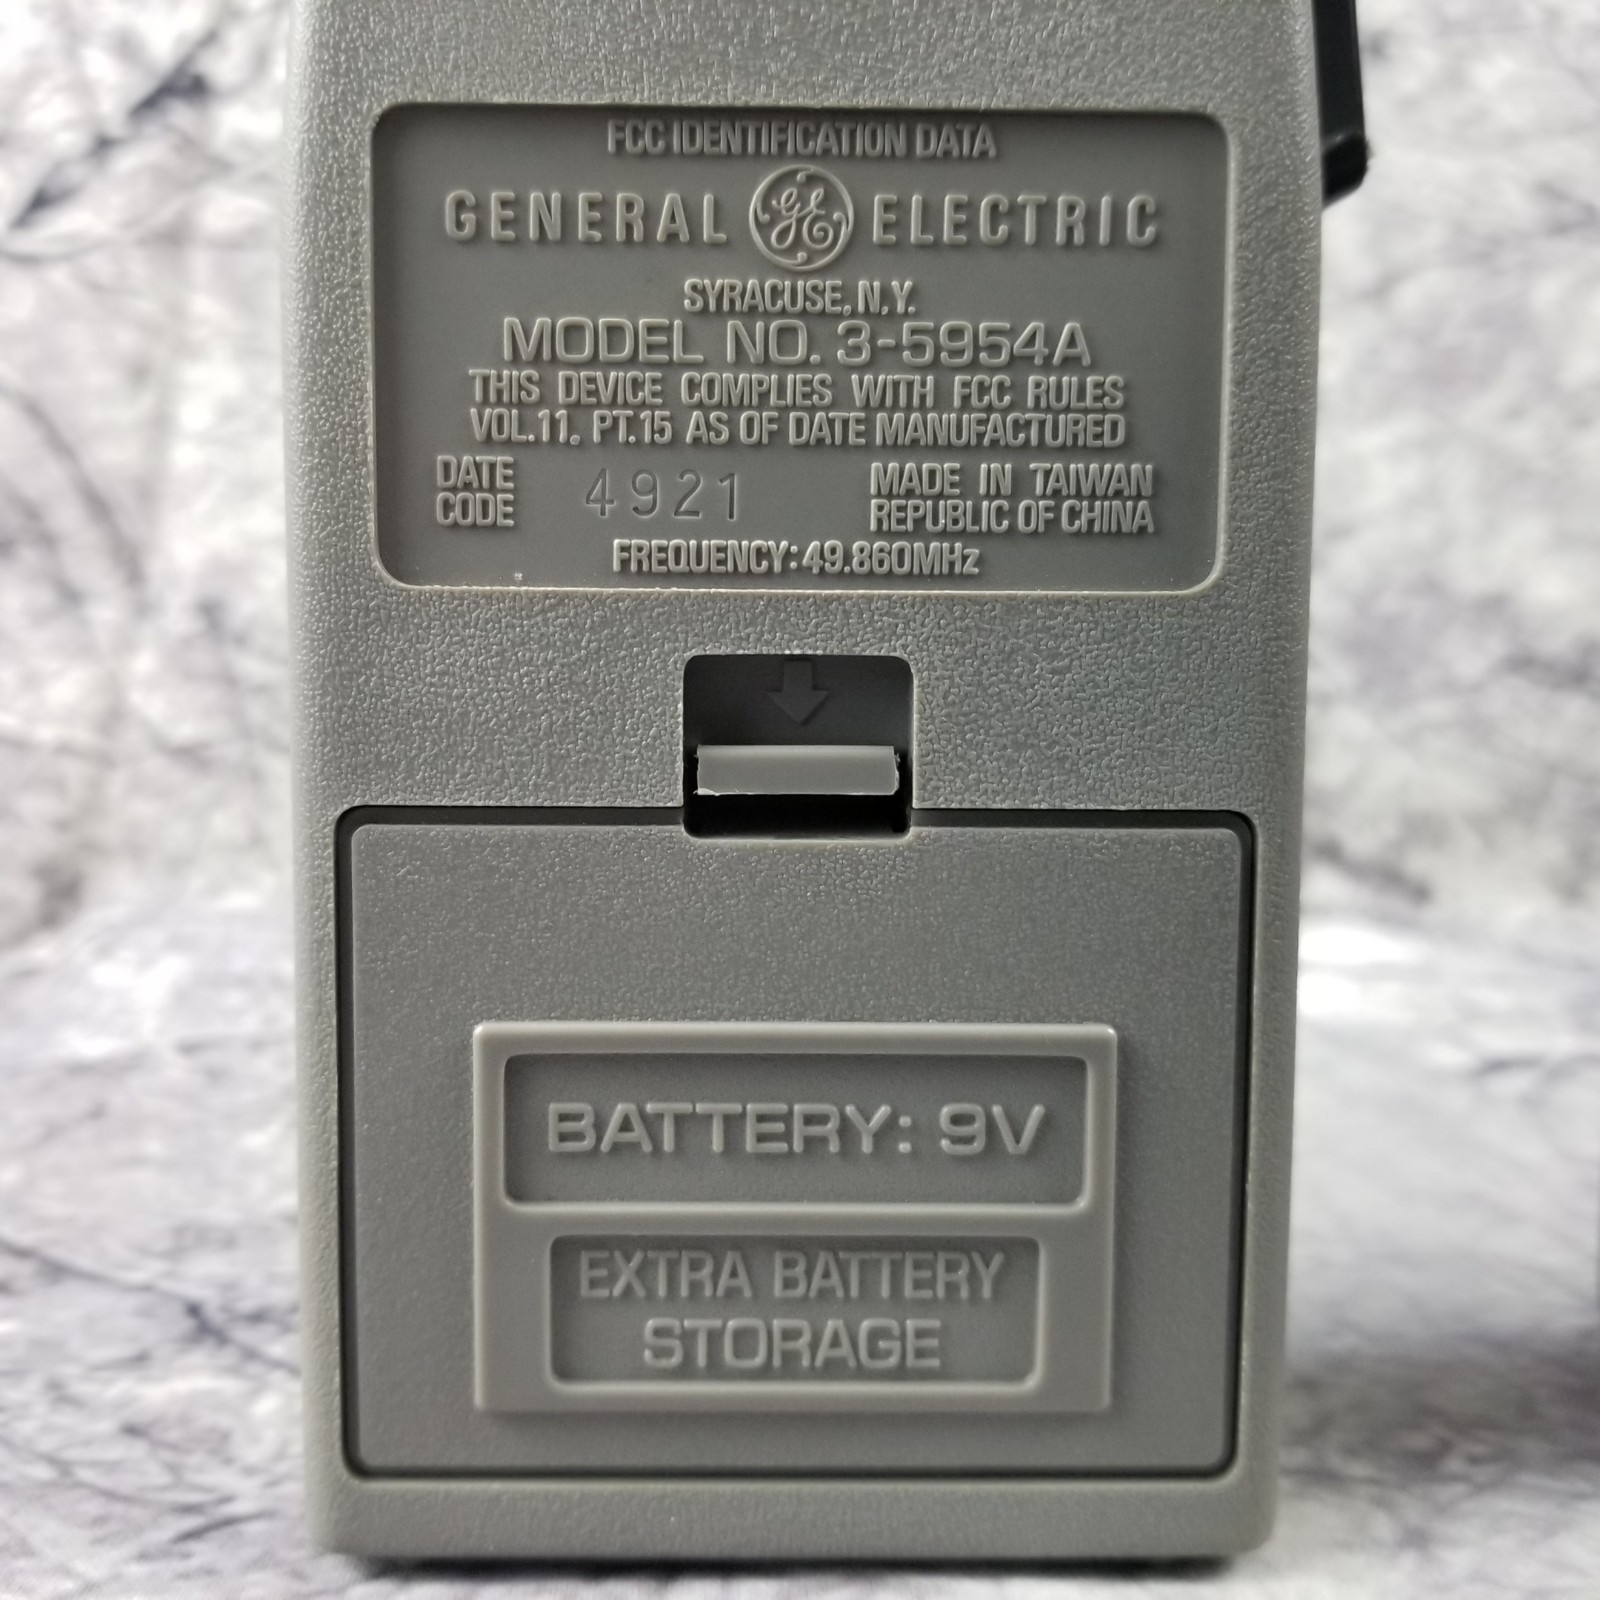 FCC IDENTIFICATION DATA
GENERAL GE ELECTRIC
SYRACUSE, N.Y.
MODEL NO. 3-5954A
THIS DEVICE COMPLIES WITH FCC RULES
VOL.11, PT.15 AS OF DATE MANUFACTURED
DATE CODE 4921
MADE IN TAIWAN
REPUBLIC OF CHINA
FREQUENCY:49.860MHz
BATTERY: 9V
EXTRA BATTERY
STORAGE